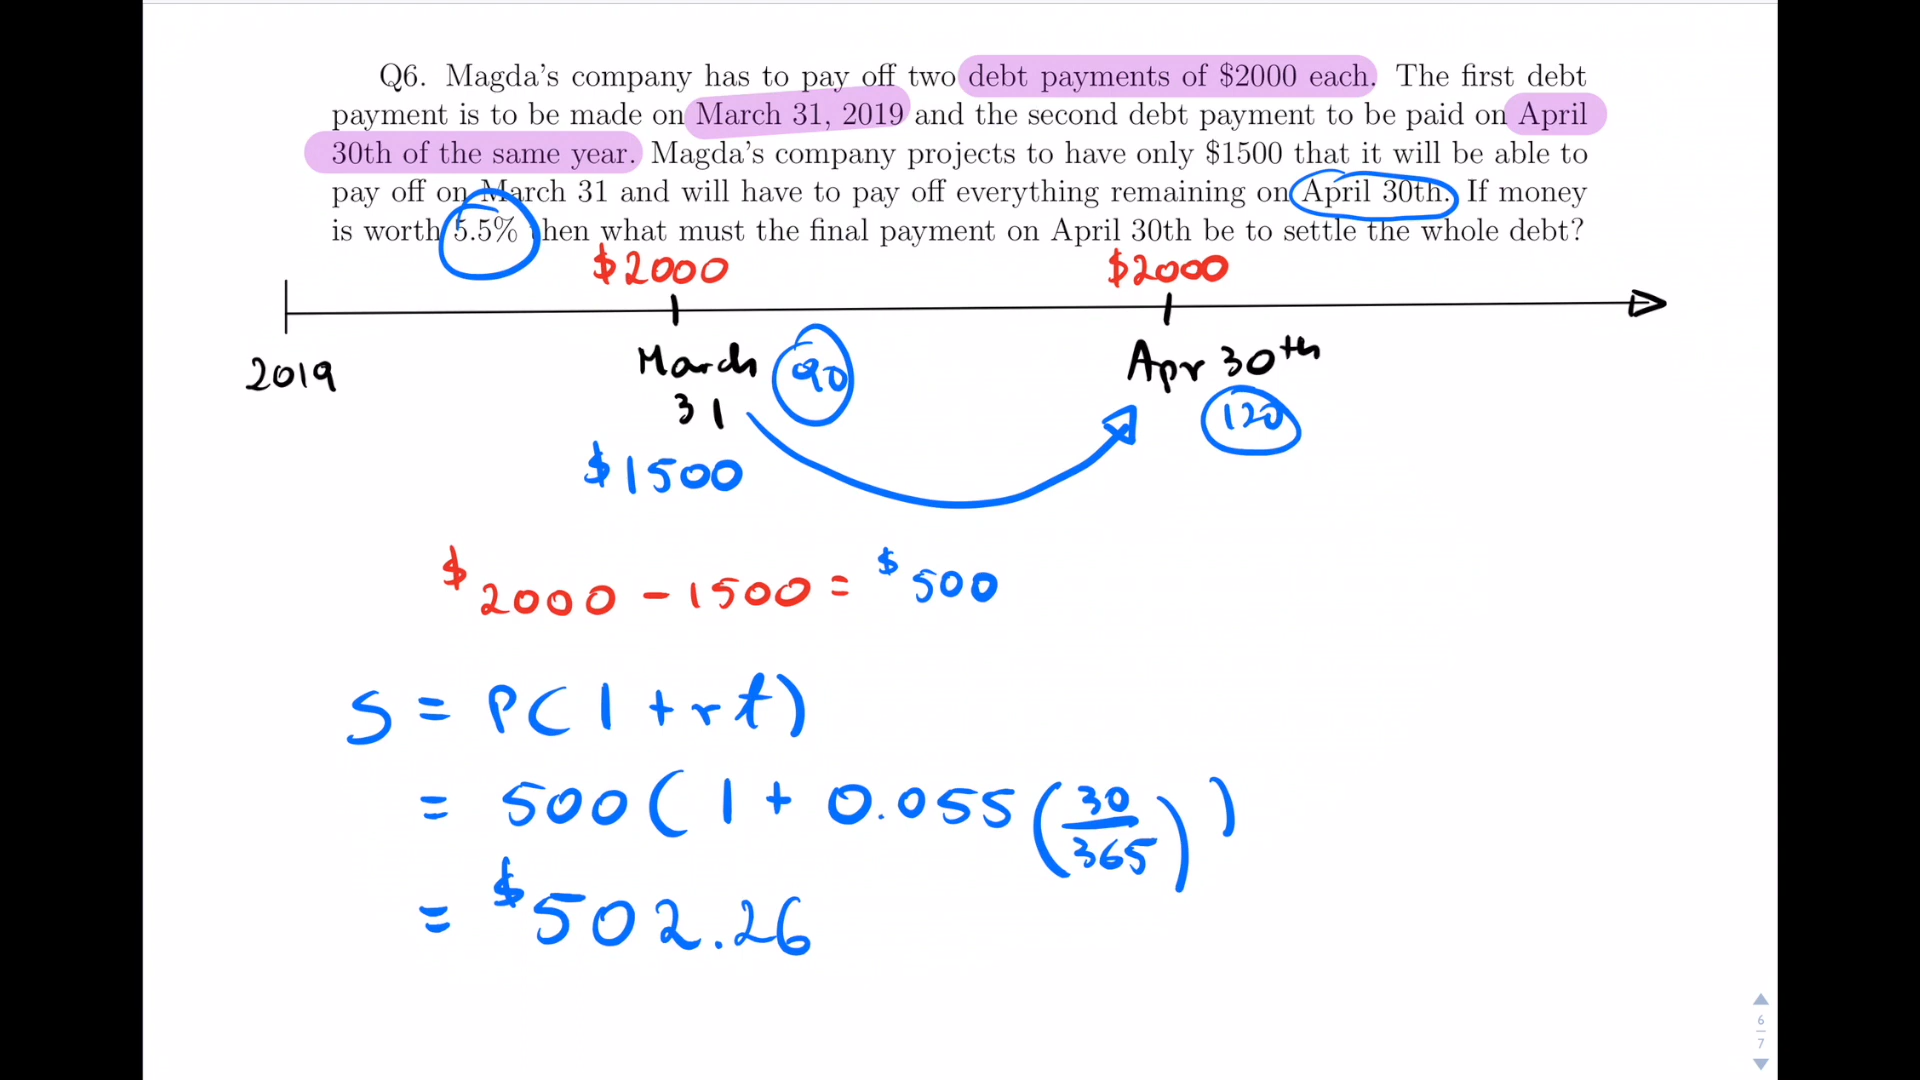 Q6. Magda's company has to pay off two debt payments of $2000 each. The first debt
payment is to be made on March 31, 2019 and the second debt payment to be paid on April
30th of the same year. Magda's company projects to have only $1500 that it will be able to
pay off on March 31 and will have to pay off everything remaining on April 30th. If money
is worth 5.5% then what must the final payment on April 30th be to settle the whole debt?
$2000 $2000
2019 March 31 90 Apr 30th 120
$1500
$2000 - 1500 = $500
S = P(1 + rt)
= 500(1 + 0.055(30/365))
= $502.26
6
7